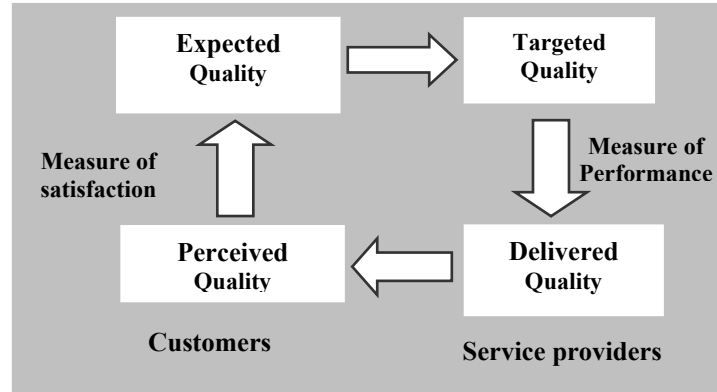 Expected
Quality
Targeted
Quality
Measure of
satisfaction
Measure of
Performance
Perceived
Quality
Delivered
Quality
Customers
Service providers